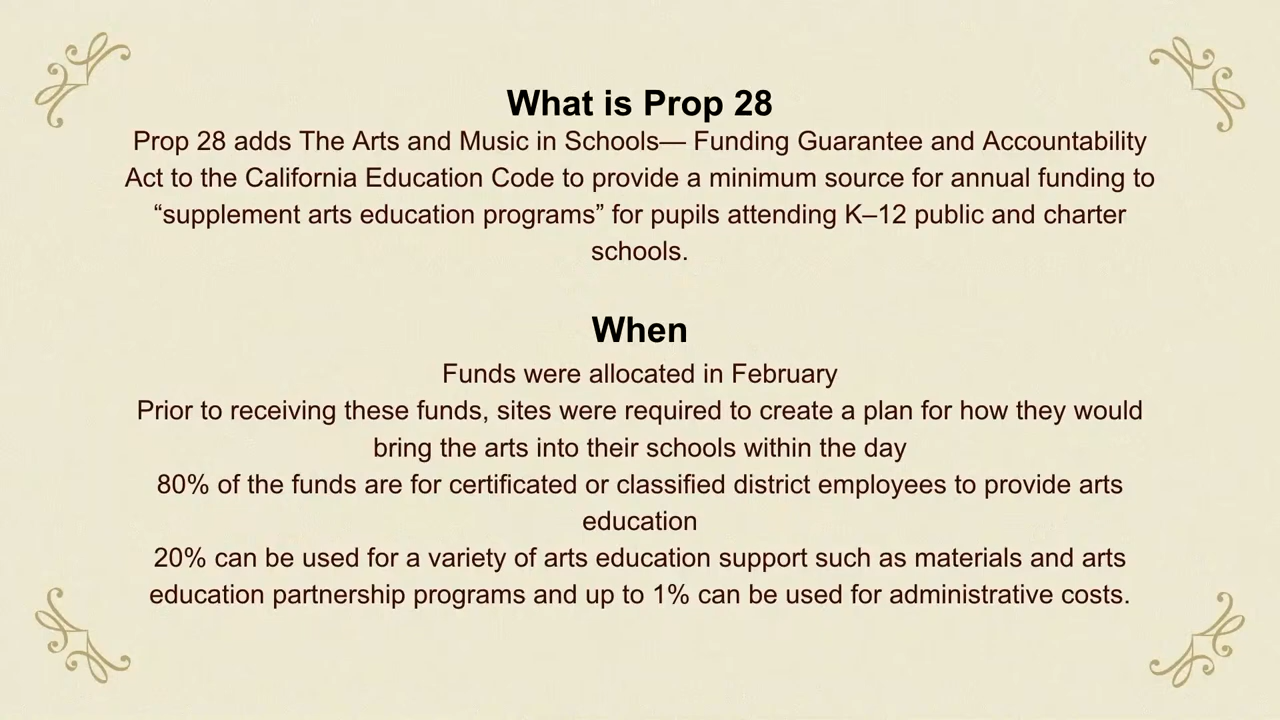 What is Prop 28
Prop 28 adds The Arts and Music in Schools— Funding Guarantee and Accountability
Act to the California Education Code to provide a minimum source for annual funding to
“supplement arts education programs” for pupils attending K–12 public and charter
schools.
When
Funds were allocated in February
Prior to receiving these funds, sites were required to create a plan for how they would
bring the arts into their schools within the day
80% of the funds are for certificated or classified district employees to provide arts
education
20% can be used for a variety of arts education support such as materials and arts
education partnership programs and up to 1% can be used for administrative costs.